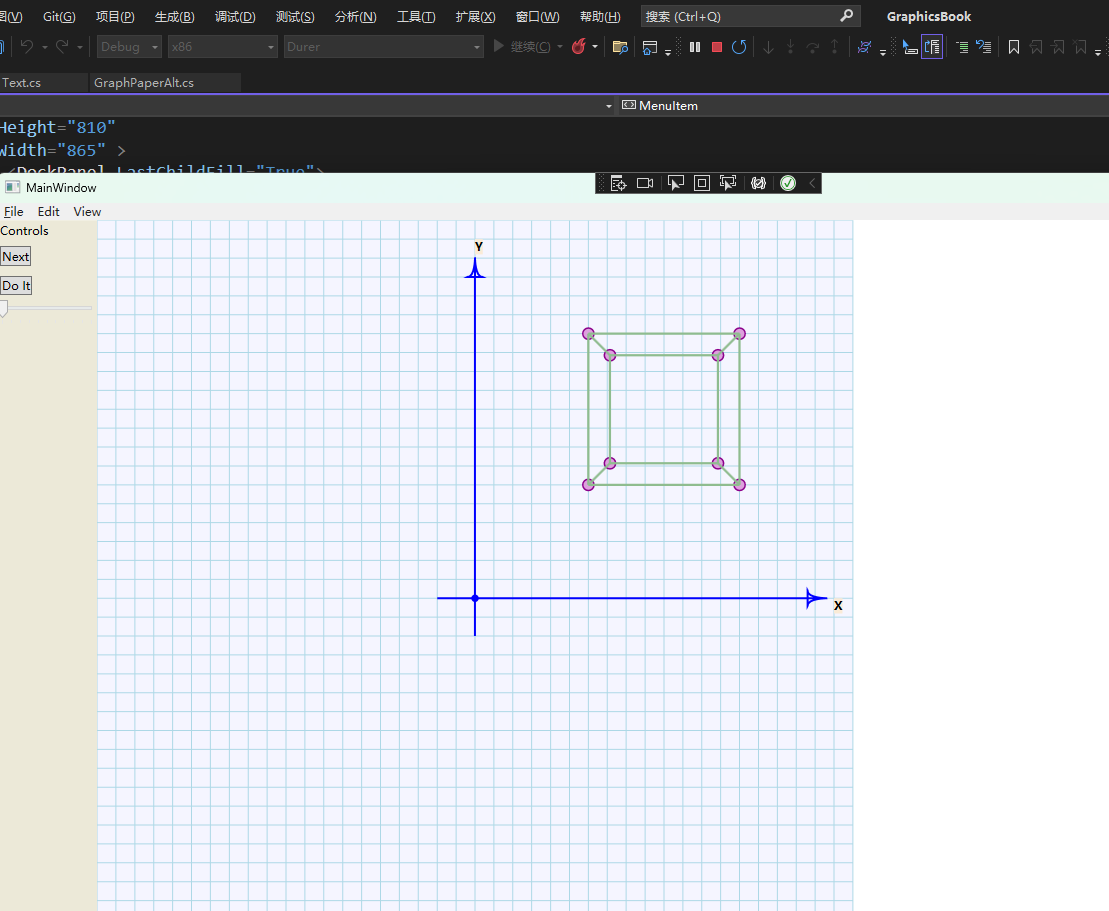 图(V) Git(G) 项目(P) 生成(B) 调试(D) 测试(S) 分析(N) 工具(T) 扩展(X) 窗口(W) 帮助(H) 搜索 (Ctrl+Q) GraphicsBook
Debug x86 Durer 继续(C)
Text.cs GraphPaperAlt.cs
MenuItem
Height="810"
Width="865" >
<DockPanel LastChildFill="True">
MainWindow
File Edit View
Controls
Next
Do It
Y
X